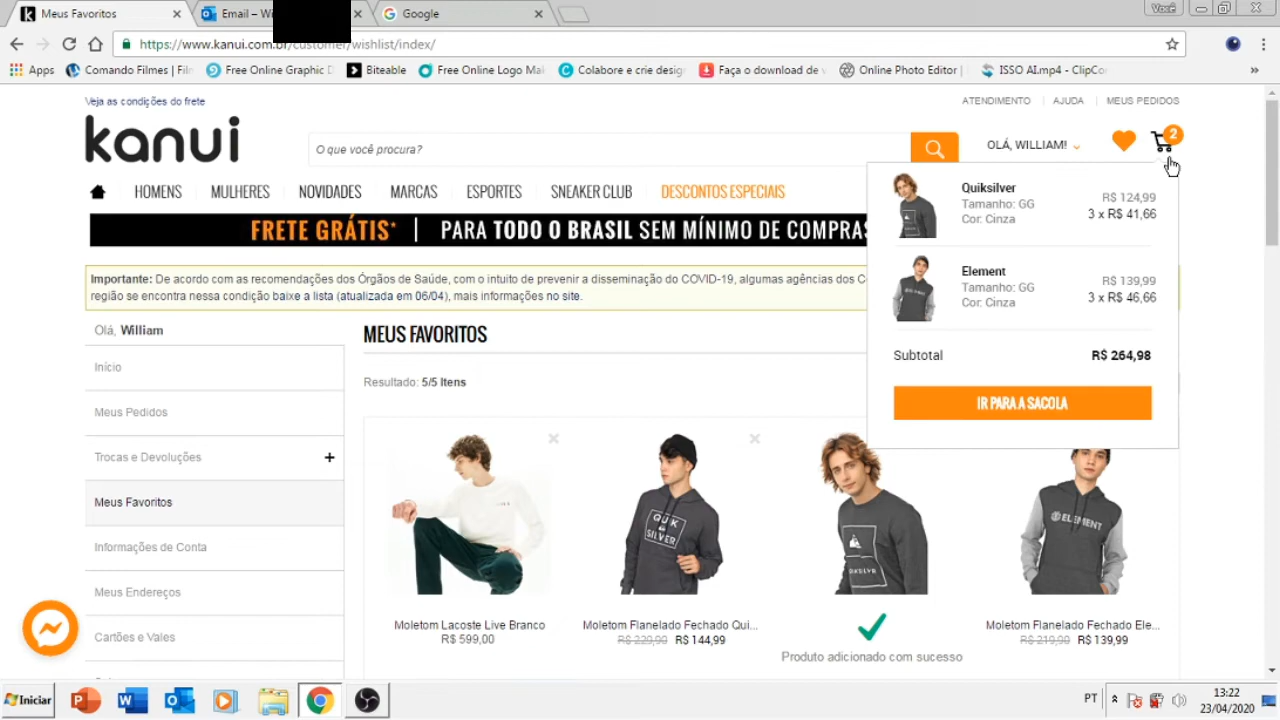 Meus Favoritos
Email – Wi
Google
Você
https://www.kanui.com.br/customer/wishlist/index/
Apps
Comando Filmes | Film
Free Online Graphic D
Biteable
Free Online Logo Mak
Colabore e crie design
Faça o download de v
Online Photo Editor |
ISSO AI.mp4 - ClipCo
»
Veja as condições do frete
ATENDIMENTO | AJUDA | MEUS PEDIDOS
kanui
O que você procura?
OLÁ, WILLIAM!
2
HOMENS
MULHERES
NOVIDADES
MARCAS
ESPORTES
SNEAKER CLUB
DESCONTOS ESPECIAIS
FRETE GRÁTIS* | PARA TODO O BRASIL SEM MÍNIMO DE COMPRAS
Quiksilver
R$ 124,99
Tamanho: GG
3 x R$ 41,66
Cor: Cinza
Element
R$ 139,99
Tamanho: GG
3 x R$ 46,66
Cor: Cinza
Subtotal
R$ 264,98
IR PARA A SACOLA
Importante: De acordo com as recomendações dos Órgãos de Saúde, com o intuito de prevenir a disseminação do COVID-19, algumas agências dos C
região se encontra nessa condição baixe a lista (atualizada em 06/04), mais informações no site.
Olá, William
Início
Meus Pedidos
Trocas e Devoluções
+
Meus Favoritos
Informações de Conta
Meus Endereços
Cartões e Vales
MEUS FAVORITOS
Resultado: 5/5 Itens
QUIK
SILVER
ELEMENT
Moletom Lacoste Live Branco
R$ 599,00
Moletom Flanelado Fechado Qui...
R$ 229,90 R$ 144,99
Produto adicionado com sucesso
Moletom Flanelado Fechado Ele...
R$ 219,90 R$ 139,99
Iniciar
PT
13:22
23/04/2020